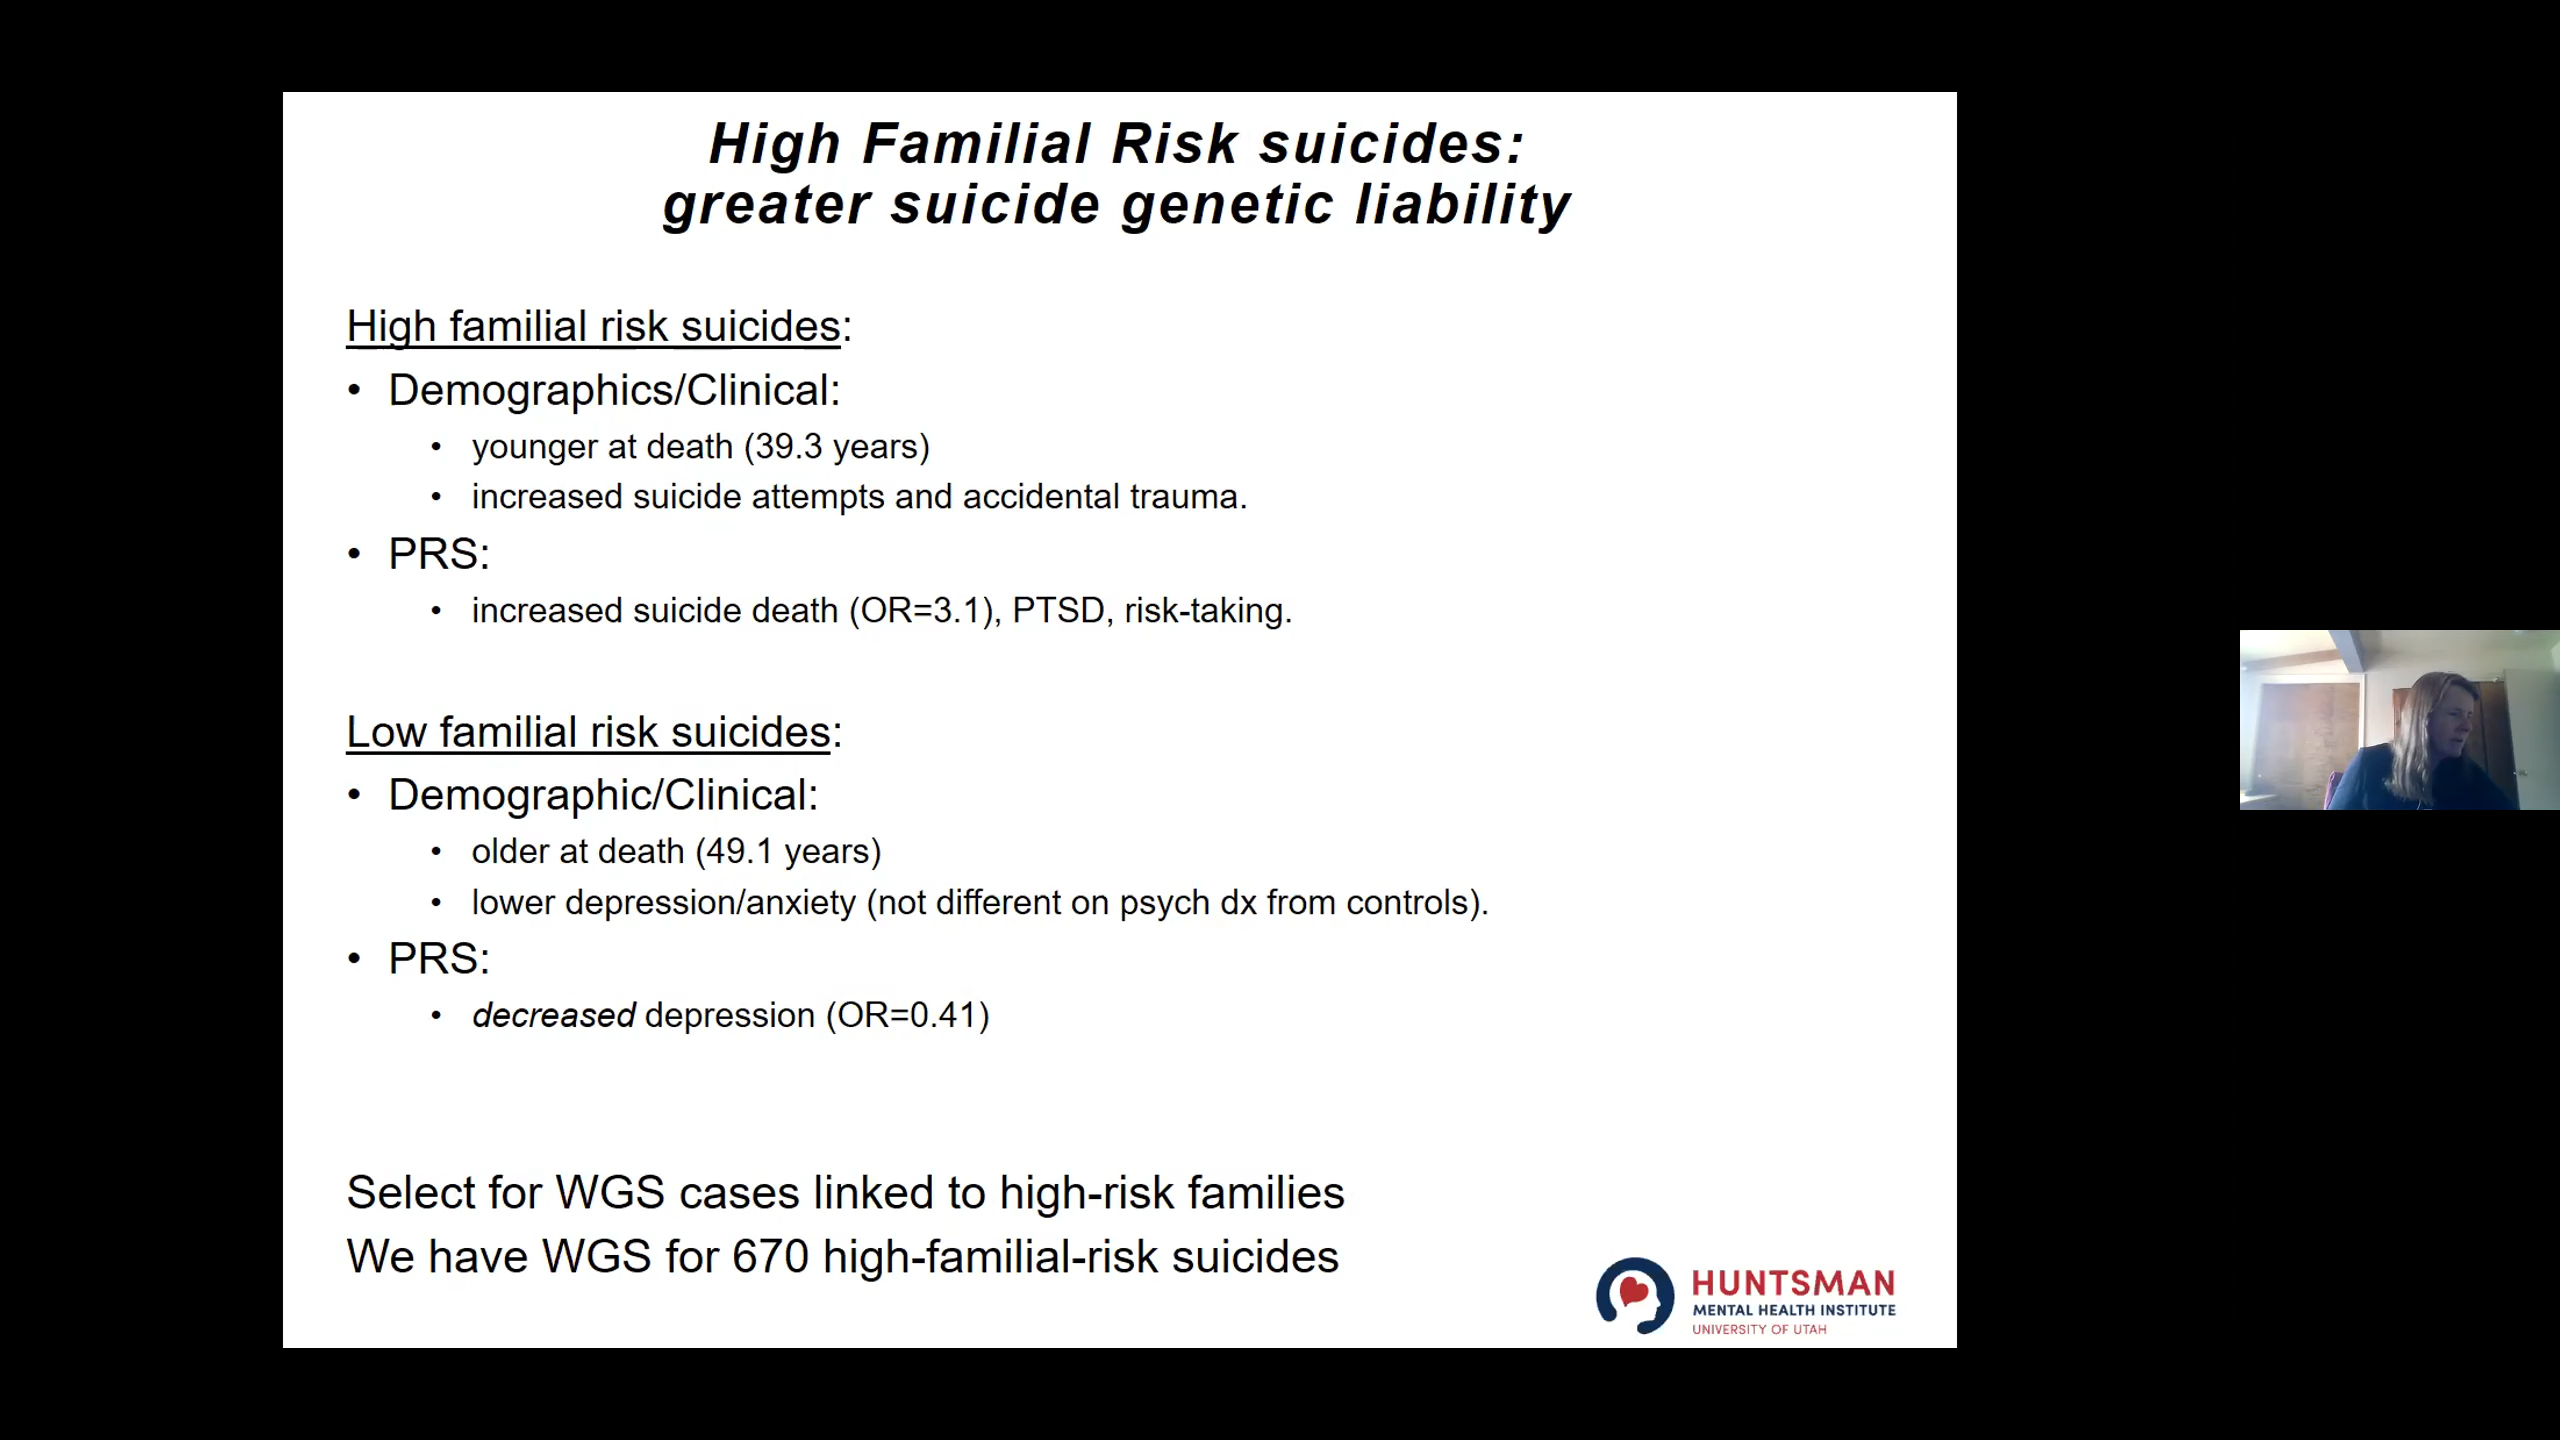 High Familial Risk suicides:
greater suicide genetic liability
High familial risk suicides:
• Demographics/Clinical:
• younger at death (39.3 years)
• increased suicide attempts and accidental trauma.
• PRS:
• increased suicide death (OR=3.1), PTSD, risk-taking.
Low familial risk suicides:
• Demographic/Clinical:
• older at death (49.1 years)
• lower depression/anxiety (not different on psych dx from controls).
• PRS:
• decreased depression (OR=0.41)
Select for WGS cases linked to high-risk families
We have WGS for 670 high-familial-risk suicides
HUNTSMAN
MENTAL HEALTH INSTITUTE
UNIVERSITY OF UTAH